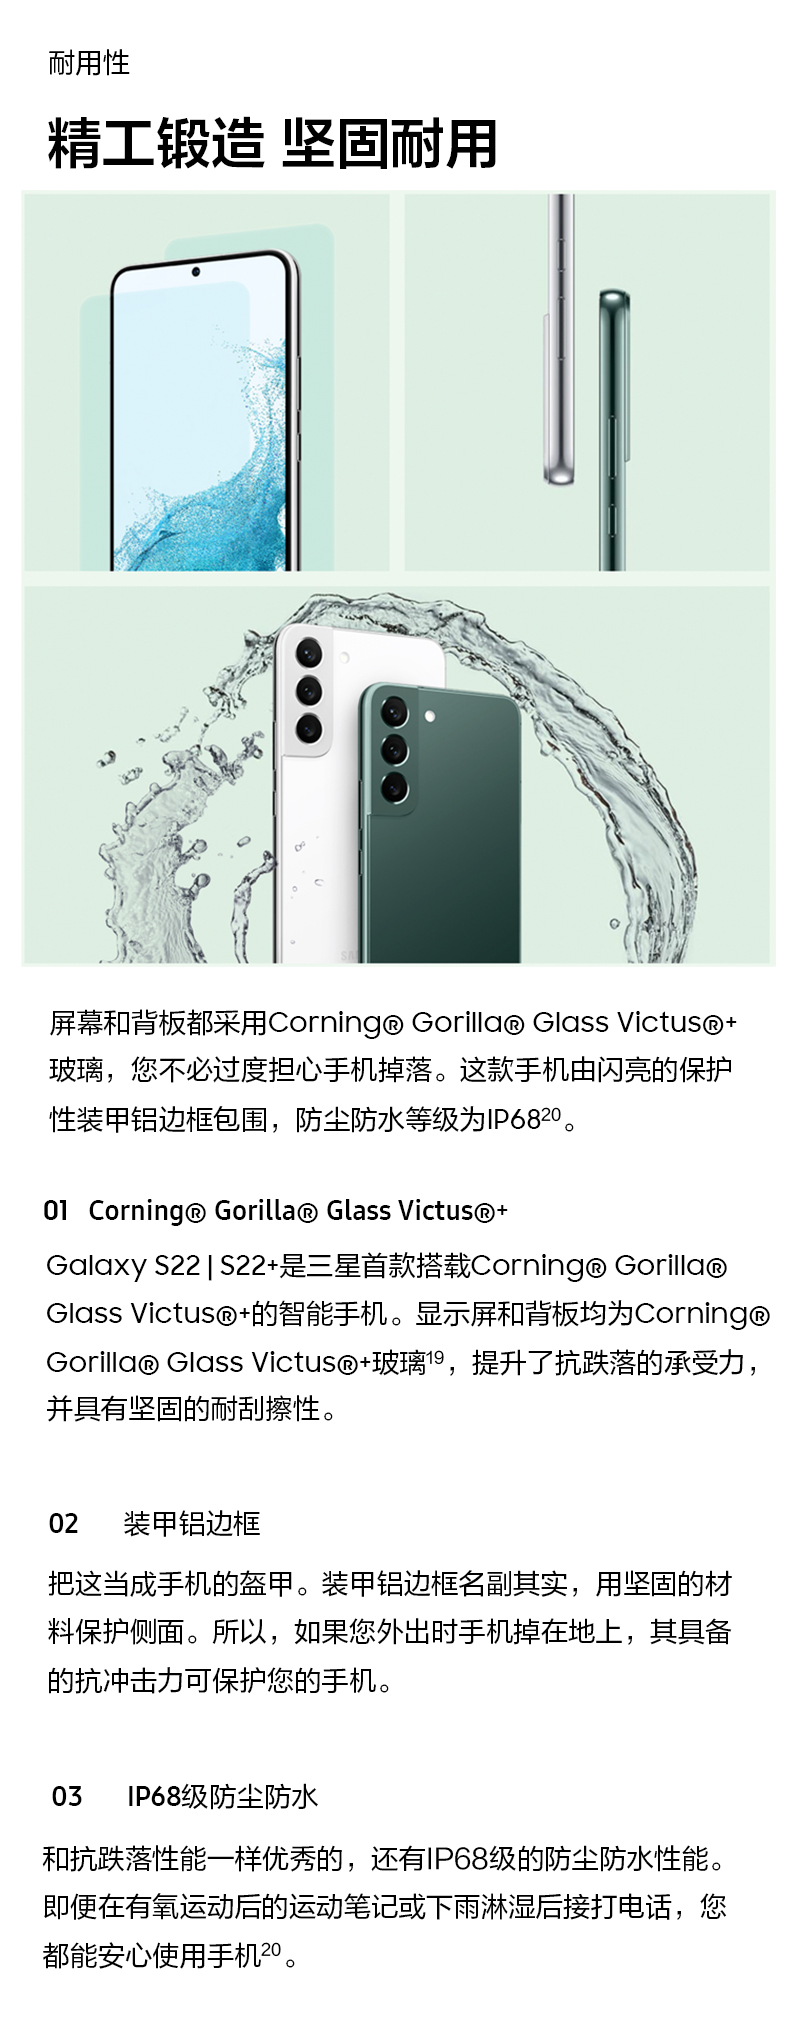 耐用性
精工锻造 坚固耐用
屏幕和背板都采用Corning® Gorilla® Glass Victus®+
玻璃，您不必过度担心手机掉落。这款手机由闪亮的保护
性装甲铝边框包围，防尘防水等级为IP68²⁰。
01 Corning® Gorilla® Glass Victus®+
Galaxy S22 | S22+是三星首款搭载Corning® Gorilla®
Glass Victus®+的智能手机。显示屏和背板均为Corning®
Gorilla® Glass Victus®+玻璃¹⁹，提升了抗跌落的承受力，
并具有坚固的耐刮擦性。
02 装甲铝边框
把这当成手机的盔甲。装甲铝边框名副其实，用坚固的材
料保护侧面。所以，如果您外出时手机掉在地上，其具备
的抗冲击力可保护您的手机。
03 IP68级防尘防水
和抗跌落性能一样优秀的，还有IP68级的防尘防水性能。
即便在有氧运动后的运动笔记或下雨淋湿后接打电话，您
都能安心使用手机²⁰。